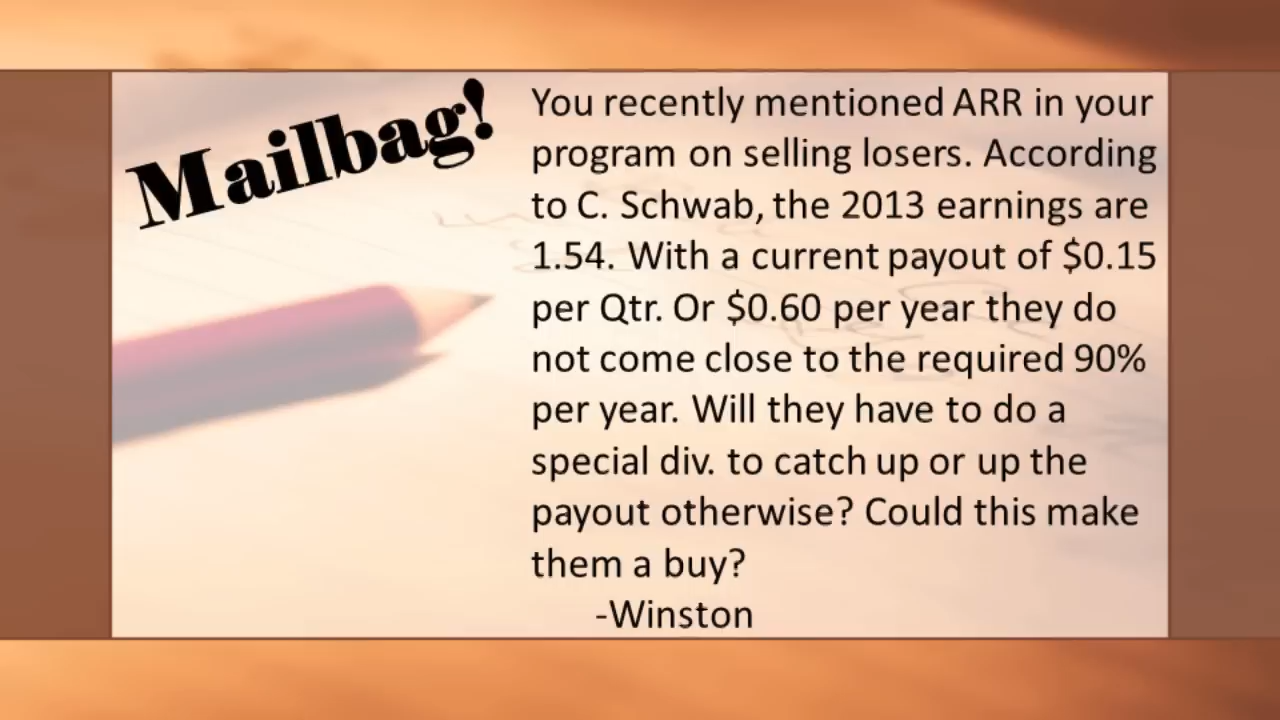 Mailbag!
You recently mentioned ARR in your
program on selling losers. According
to C. Schwab, the 2013 earnings are
1.54. With a current payout of $0.15
per Qtr. Or $0.60 per year they do
not come close to the required 90%
per year. Will they have to do a
special div. to catch up or up the
payout otherwise? Could this make
them a buy?
-Winston